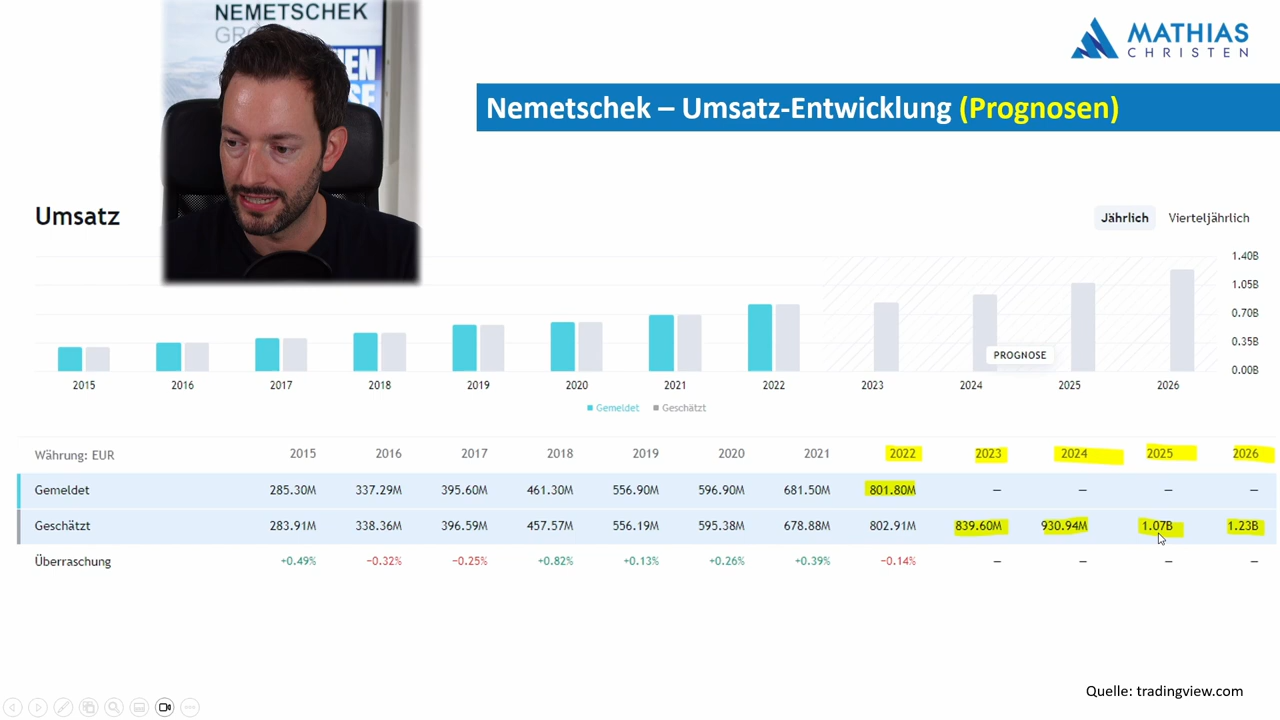 NEMETSCHEK
MATHIAS
CHRISTEN
Nemetschek – Umsatz-Entwicklung (Prognosen)
Umsatz
Jährlich Vierteljährlich
1.40B
1.05B
0.70B
0.35B
0.00B
PROGNOSE
2015 2016 2017 2018 2019 2020 2021 2022 2023 2024 2025 2026
Gemeldet Geschätzt
Währung: EUR 2015 2016 2017 2018 2019 2020 2021 2022 2023 2024 2025 2026
Gemeldet 285.30M 337.29M 395.60M 461.30M 556.90M 596.90M 681.50M 801.80M — — — —
Geschätzt 283.91M 338.36M 396.59M 457.57M 556.19M 595.38M 678.88M 802.91M 839.60M 930.94M 1.07B 1.23B
Überraschung +0.49% −0.32% −0.25% +0.82% +0.13% +0.26% +0.39% −0.14% — — — —
Quelle: tradingview.com